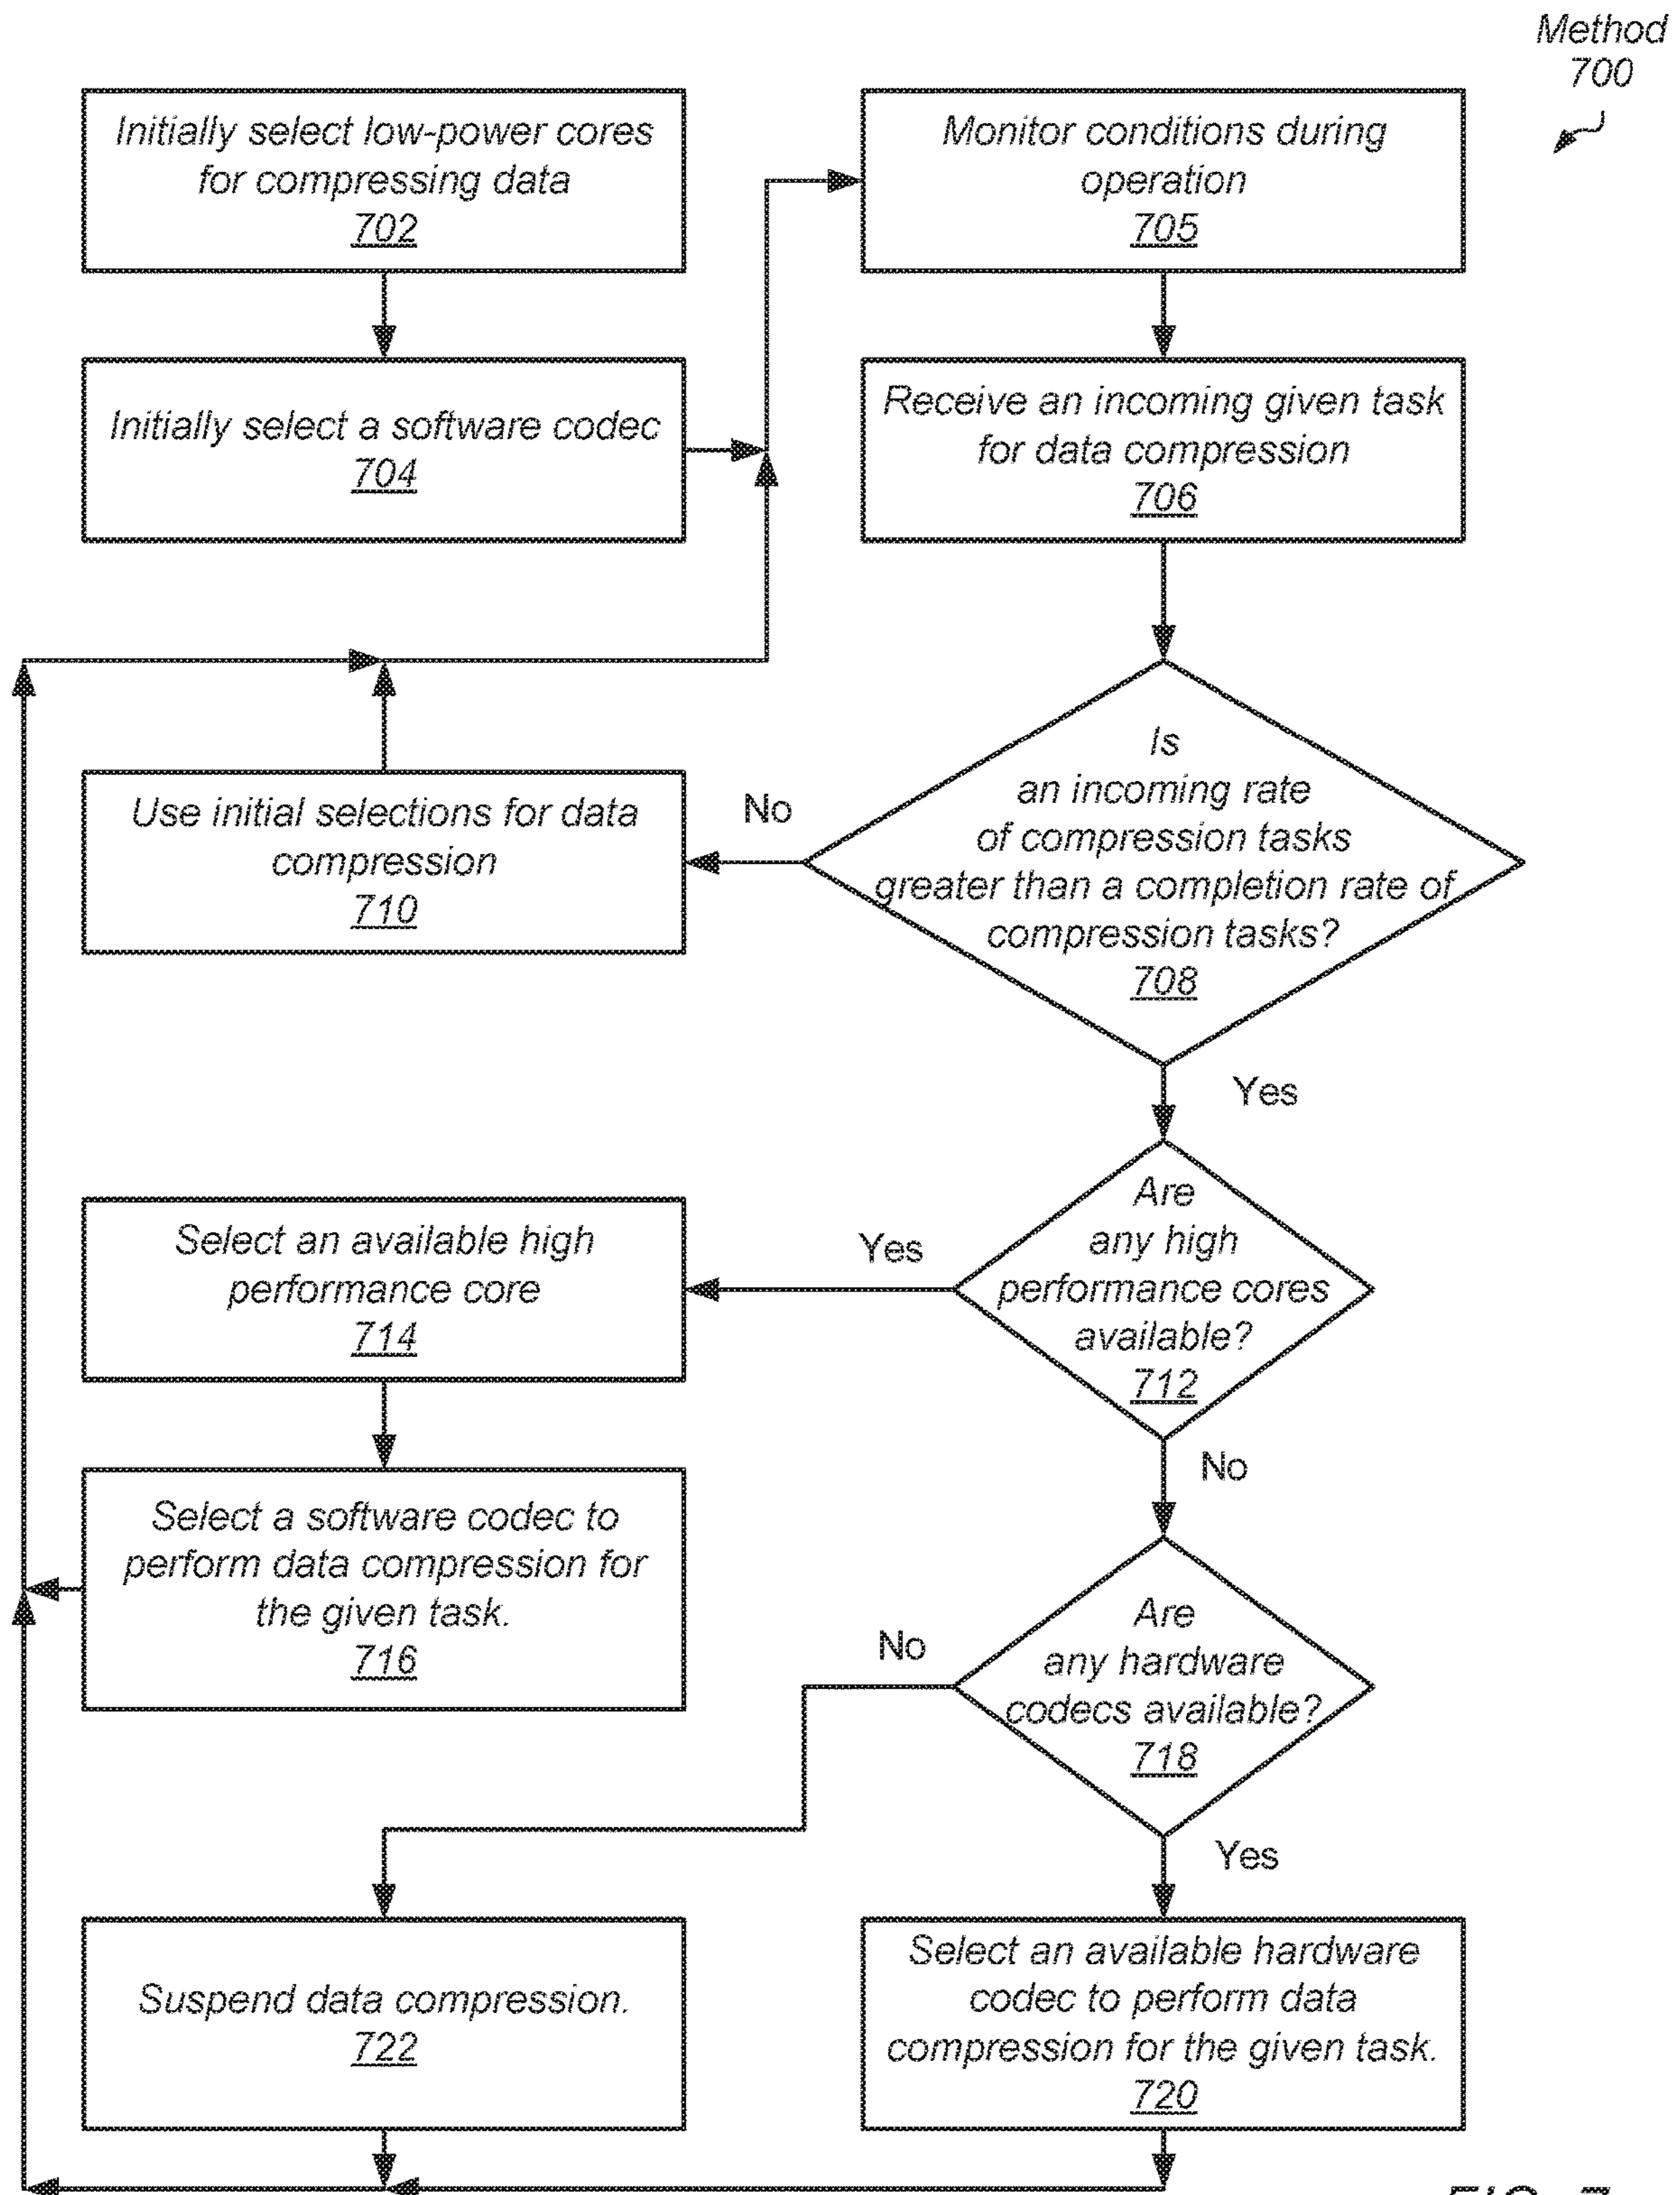 Method
700
Initially select low-power cores
for compressing data
702
Monitor conditions during
operation
705
Initially select a software codec
704
Receive an incoming given task
for data compression
706
Is
an incoming rate
of compression tasks
greater than a completion rate of
compression tasks?
708
No
Use initial selections for data
compression
710
Yes
Are
any high
performance cores
available?
712
Yes
Select an available high
performance core
714
No
Select a software codec to
perform data compression for
the given task.
716
Are
any hardware
codecs available?
718
No
Yes
Suspend data compression.
722
Select an available hardware
codec to perform data
compression for the given task.
720